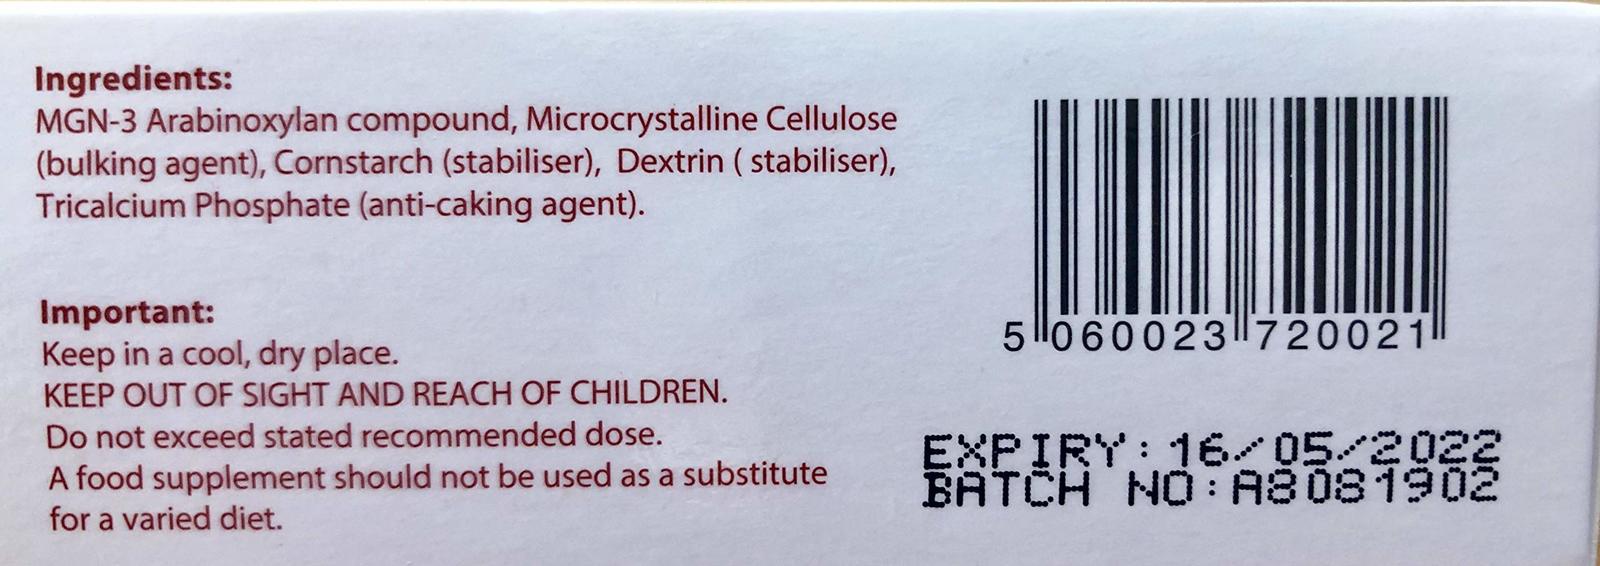 Ingredients:
MGN-3 Arabinoxylan compound, Microcrystalline Cellulose
(bulking agent), Cornstarch (stabiliser), Dextrin ( stabiliser),
Tricalcium Phosphate (anti-caking agent).
Important:
Keep in a cool, dry place.
KEEP OUT OF SIGHT AND REACH OF CHILDREN.
Do not exceed stated recommended dose.
A food supplement should not be used as a substitute
for a varied diet.
5 060023 720021
EXPIRY: 16/05/2022
BATCH NO: A8081902